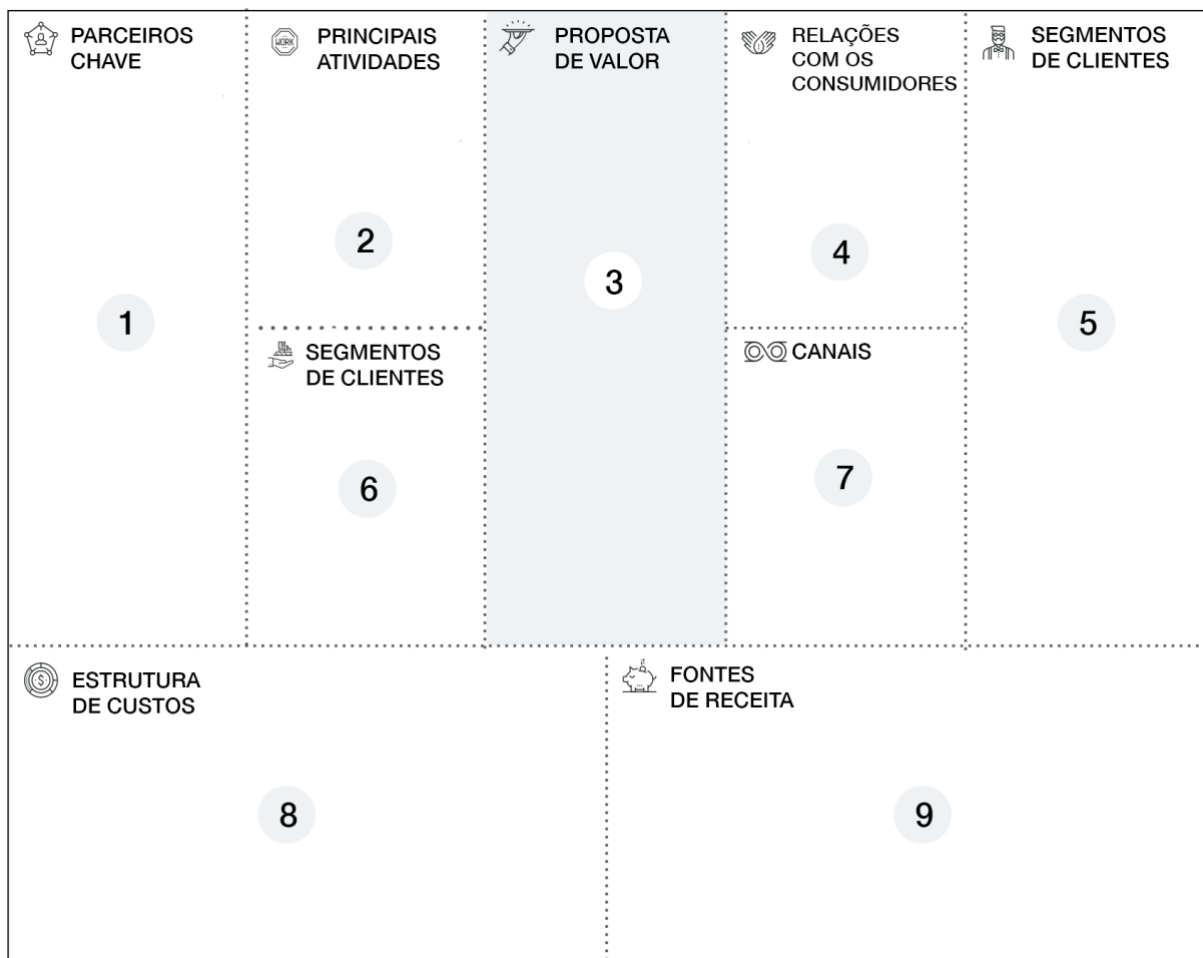 PARCEIROS
CHAVE
1
WORK
PRINCIPAIS
ATIVIDADES
2
PROPOSTA
DE VALOR
3
RELAÇÕES
COM OS
CONSUMIDORES
4
SEGMENTOS
DE CLIENTES
5
SEGMENTOS
DE CLIENTES
6
CANAIS
7
$
ESTRUTURA
DE CUSTOS
8
FONTES
DE RECEITA
9